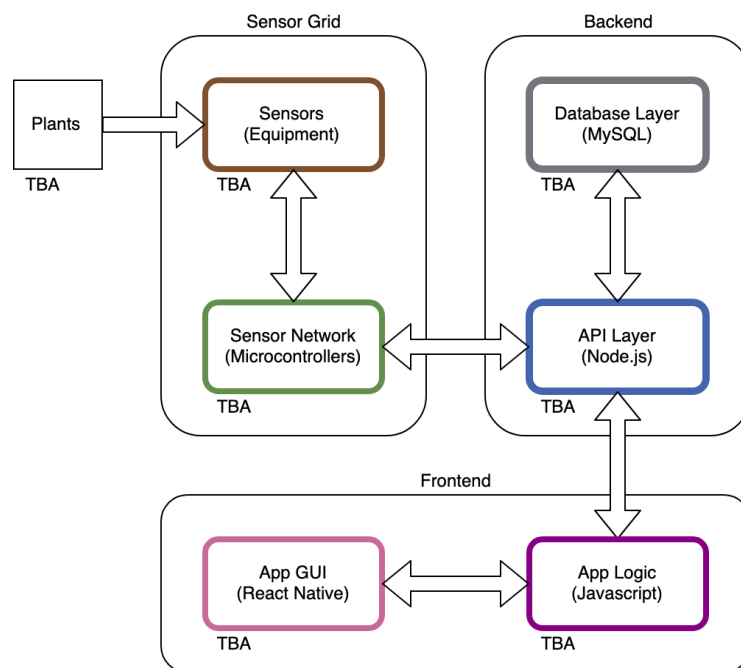 Sensor Grid
Backend
Plants
TBA
Sensors
(Equipment)
TBA
Database Layer
(MySQL)
TBA
Sensor Network
(Microcontrollers)
TBA
API Layer
(Node.js)
TBA
Frontend
App GUI
(React Native)
TBA
App Logic
(Javascript)
TBA